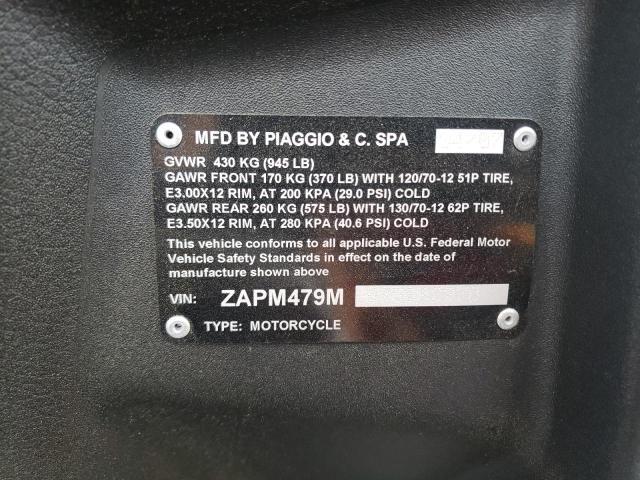 MFD BY PIAGGIO & C. SPA
GVWR 430 KG (945 LB)
GAWR FRONT 170 KG (370 LB) WITH 120/70-12 51P TIRE,
E3.00X12 RIM, AT 200 KPA (29.0 PSI) COLD
GAWR REAR 260 KG (575 LB) WITH 130/70-12 62P TIRE,
E3.50X12 RIM, AT 280 KPA (40.6 PSI) COLD
This vehicle conforms to all applicable U.S. Federal Motor
Vehicle Safety Standards in effect on the date of
manufacture shown above
VIN: ZAPM479M
TYPE: MOTORCYCLE